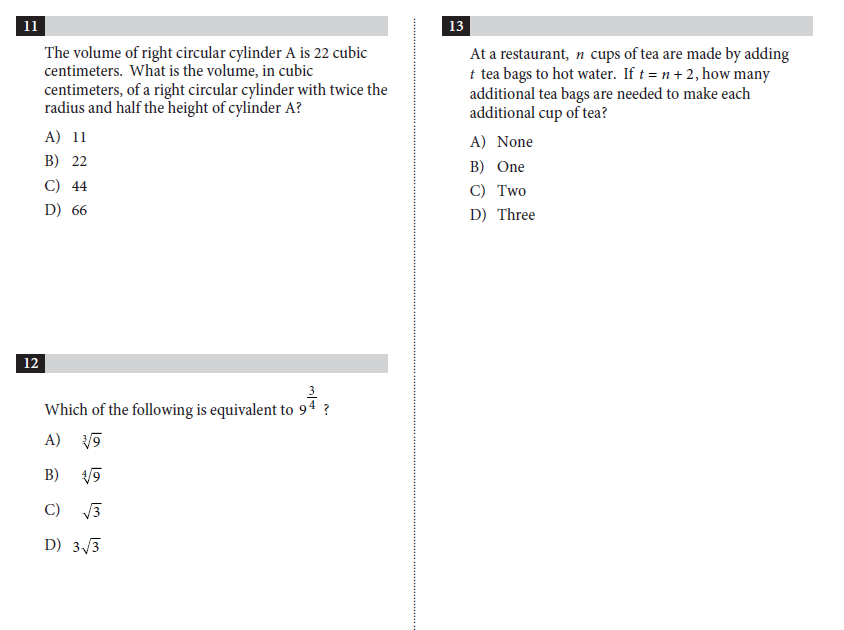 11
The volume of right circular cylinder A is 22 cubic
centimeters. What is the volume, in cubic
centimeters, of a right circular cylinder with twice the
radius and half the height of cylinder A?
A) 11
B) 22
C) 44
D) 66
12
Which of the following is equivalent to 9^(3/4) ?
A) ∛9
B) ∜9
C) √3
D) 3√3
13
At a restaurant, n cups of tea are made by adding
t tea bags to hot water. If t = n + 2, how many
additional tea bags are needed to make each
additional cup of tea?
A) None
B) One
C) Two
D) Three